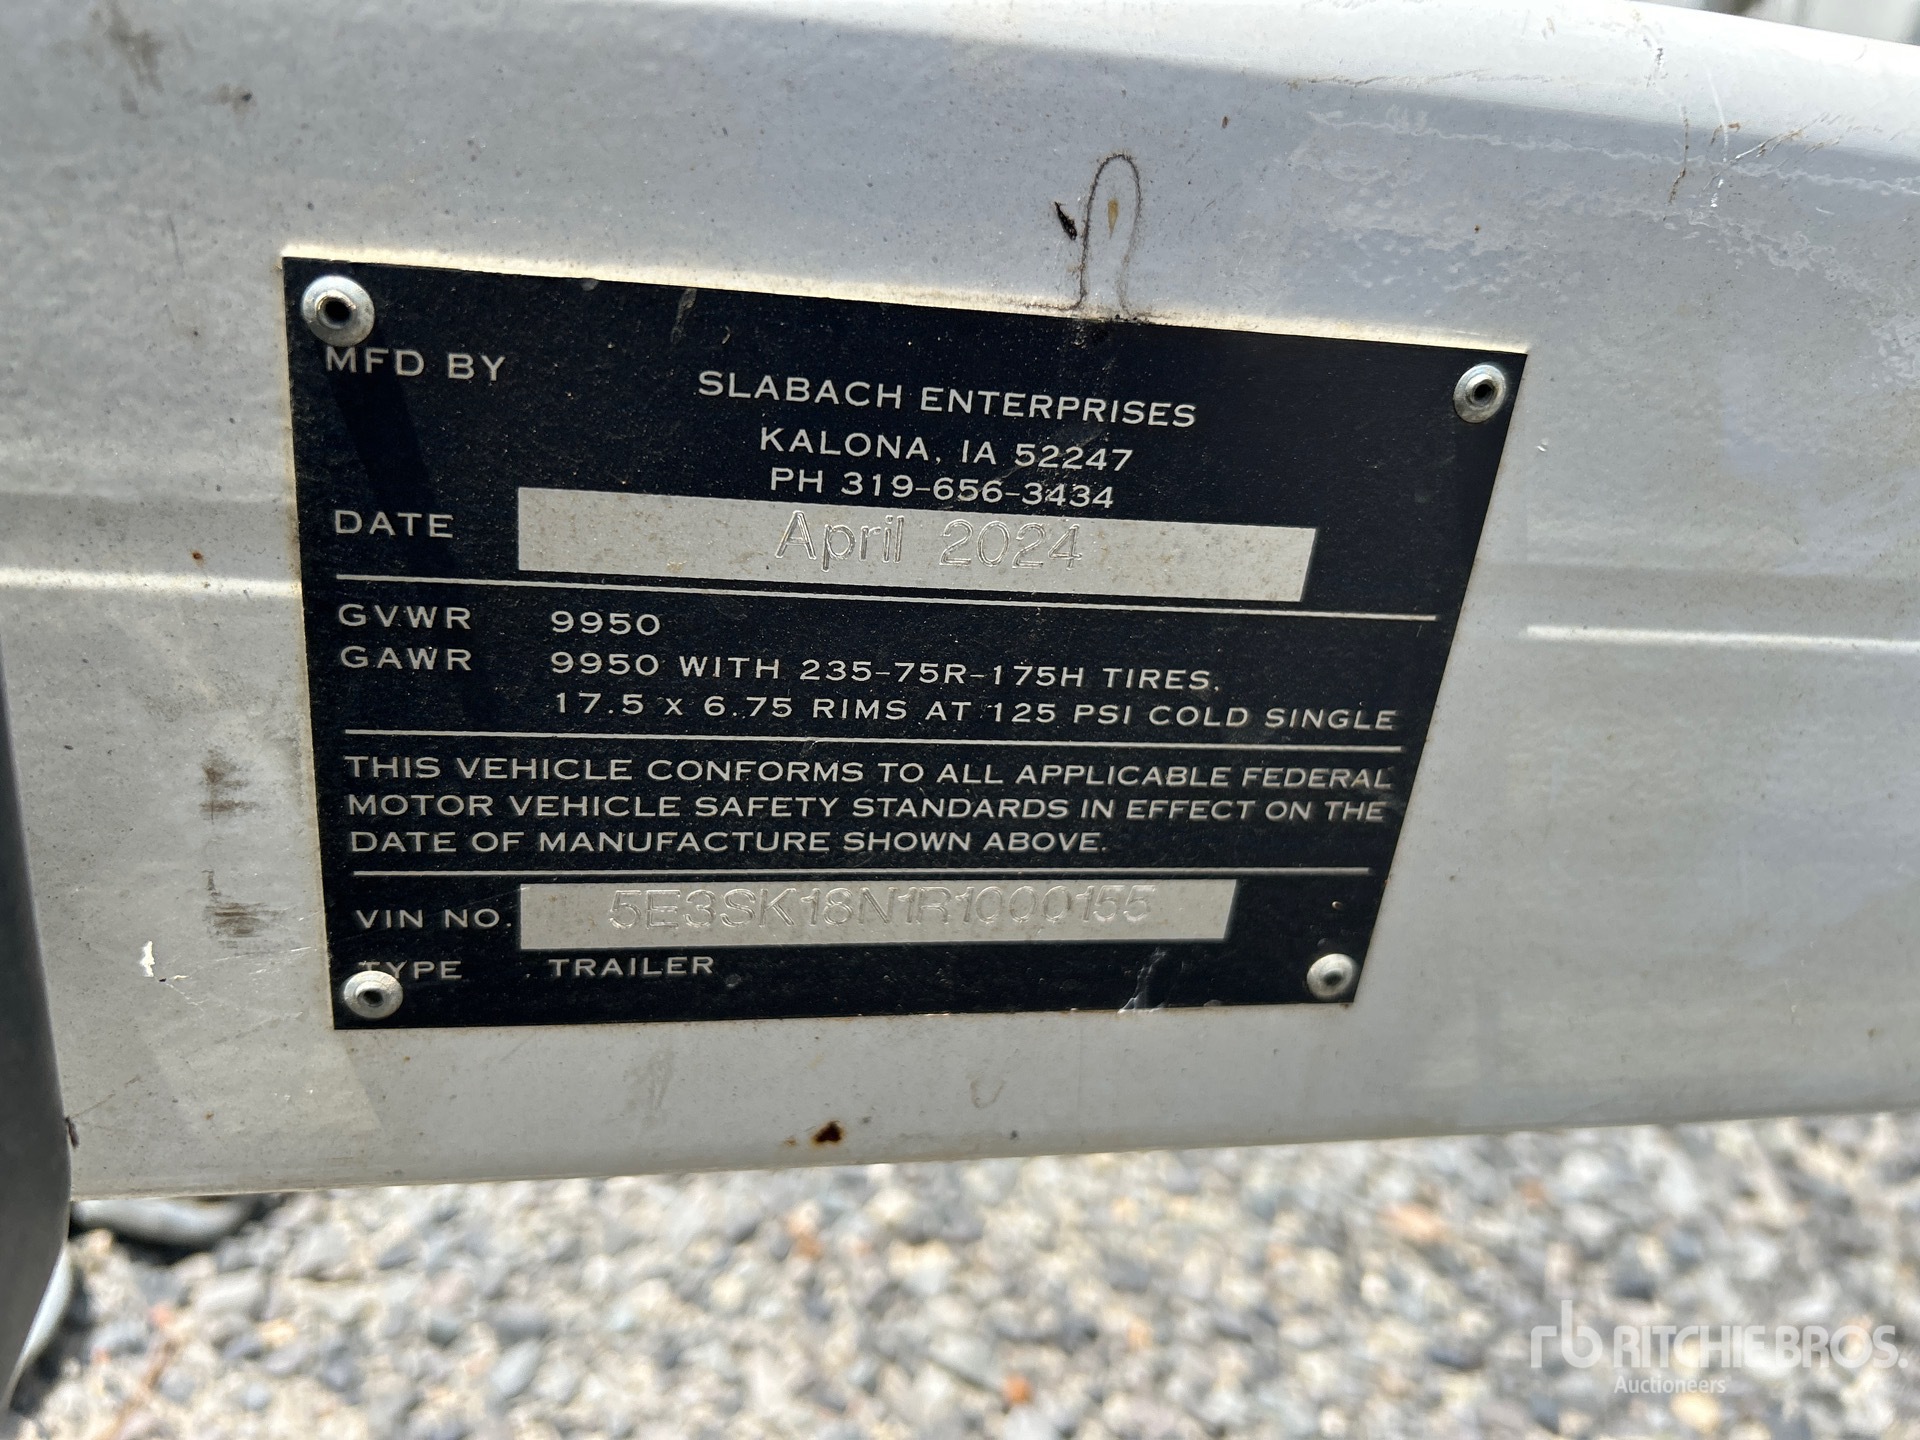 MFD BY
SLABACH ENTERPRISES
KALONA, IA 52247
PH 319-656-3434
DATE April 2024
GVWR 9950
GAWR 9950 WITH 235-75R-175H TIRES,
17.5 x 6.75 RIMS AT 125 PSI COLD SINGLE
THIS VEHICLE CONFORMS TO ALL APPLICABLE FEDERAL
MOTOR VEHICLE SAFETY STANDARDS IN EFFECT ON THE
DATE OF MANUFACTURE SHOWN ABOVE.
VIN NO. 5E3SK18N1R1000155
TYPE TRAILER
rb RITCHIE BROS.
Auctioneers